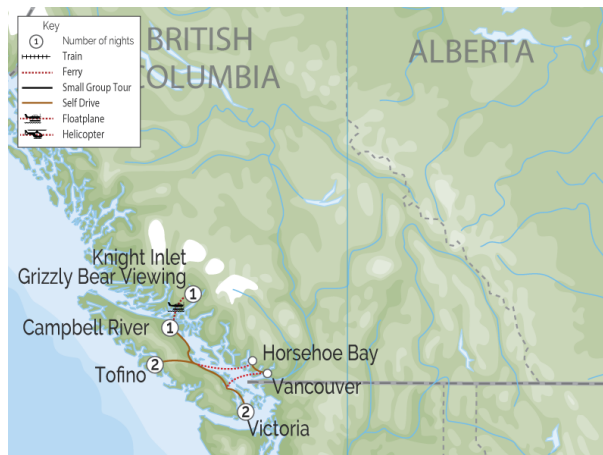 Key
1 Number of nights
Train
Ferry
Small Group Tour
Self Drive
Floatplane
Helicopter
BRITISH
COLUMBIA
ALBERTA
Knight Inlet
Grizzly Bear Viewing
1
Campbell River
1
Tofino
2
Horsehoe Bay
Vancouver
2
Victoria